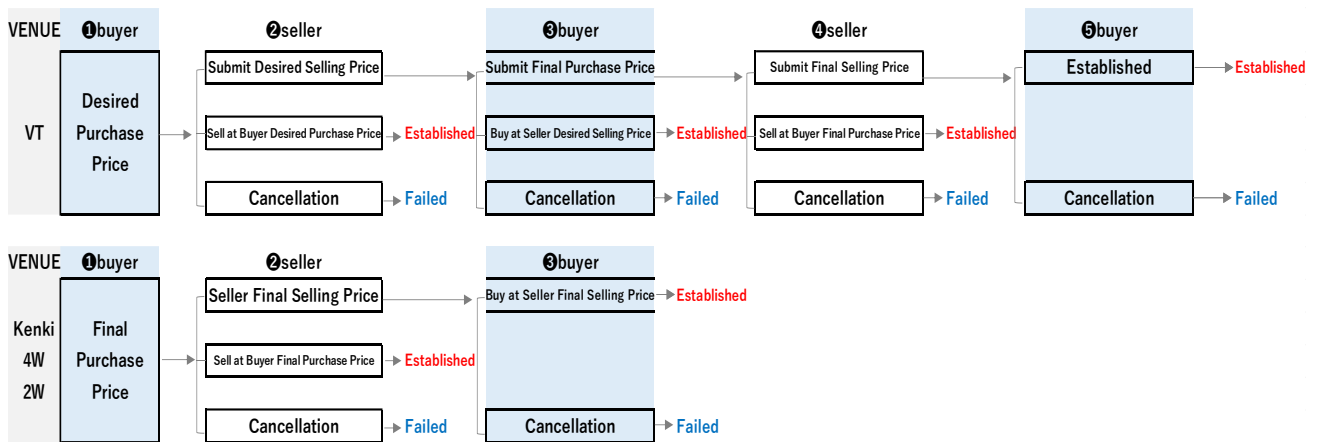 VENUE ❶buyer ❷seller ❸buyer ❹seller ❺buyer
Submit Desired Selling Price Submit Final Purchase Price Submit Final Selling Price Established Established
Desired
VT Purchase Sell at Buyer Desired Purchase Price Established Buy at Seller Desired Selling Price Established Sell at Buyer Final Purchase Price Established
Price
Cancellation Failed Cancellation Failed Cancellation Failed Cancellation Failed
VENUE ❶buyer ❷seller ❸buyer
Seller Final Selling Price Buy at Seller Final Selling Price Established
Kenki Final
4W Purchase Sell at Buyer Final Purchase Price Established
2W Price
Cancellation Failed Cancellation Failed